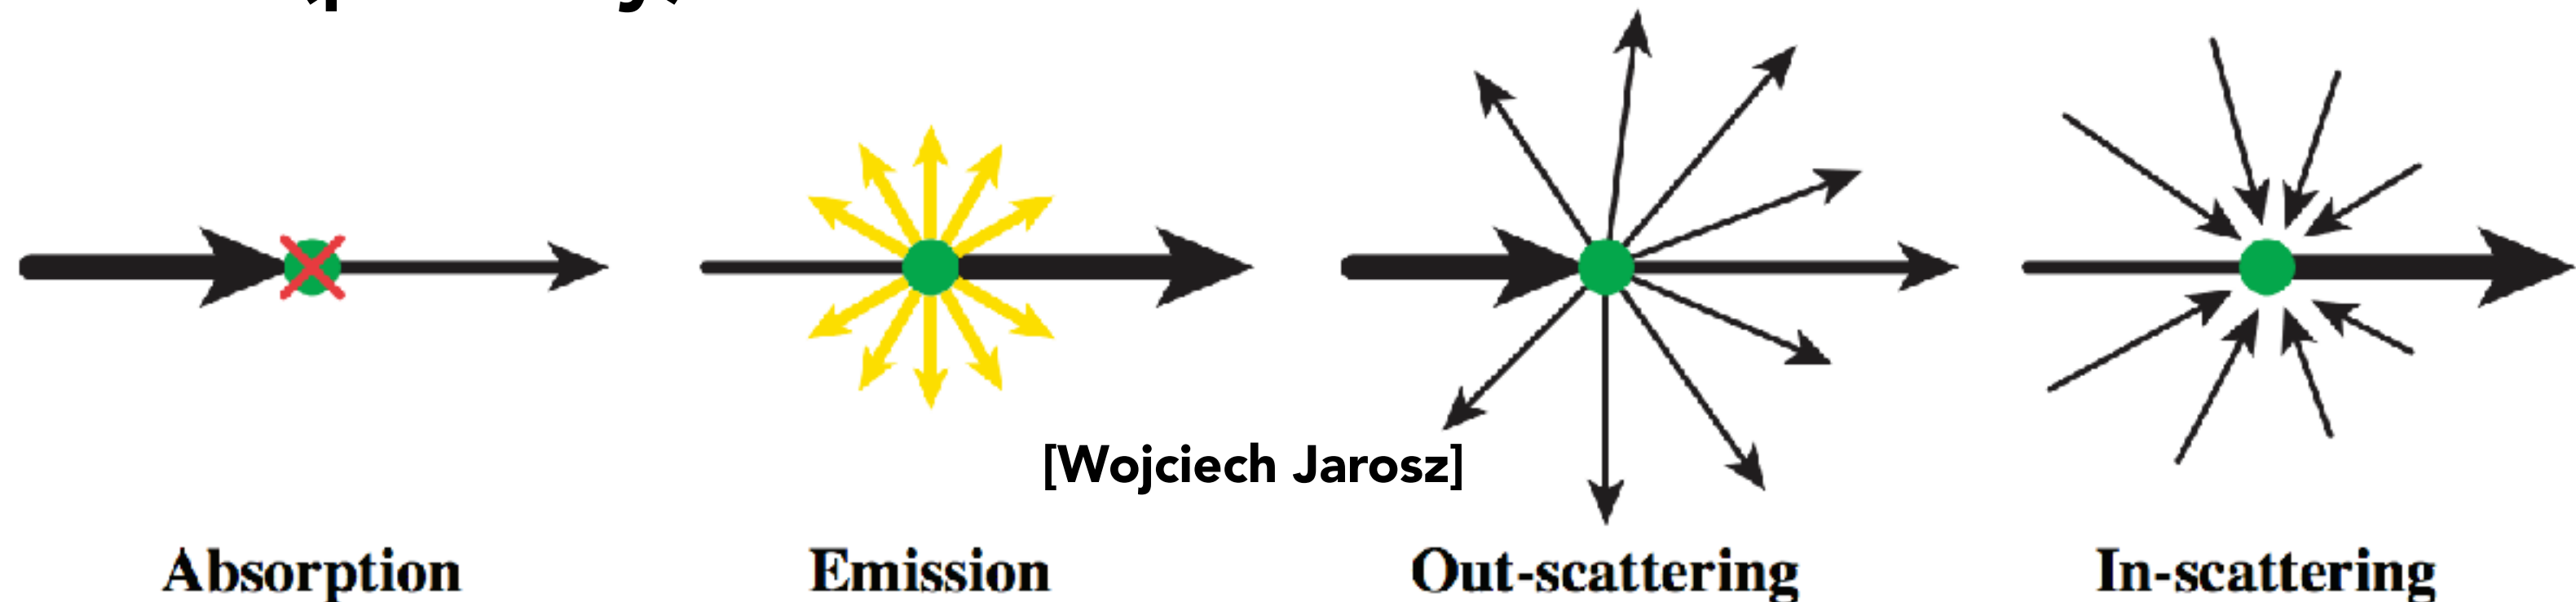 [Wojciech Jarosz]
Absorption
Emission
Out-scattering
In-scattering